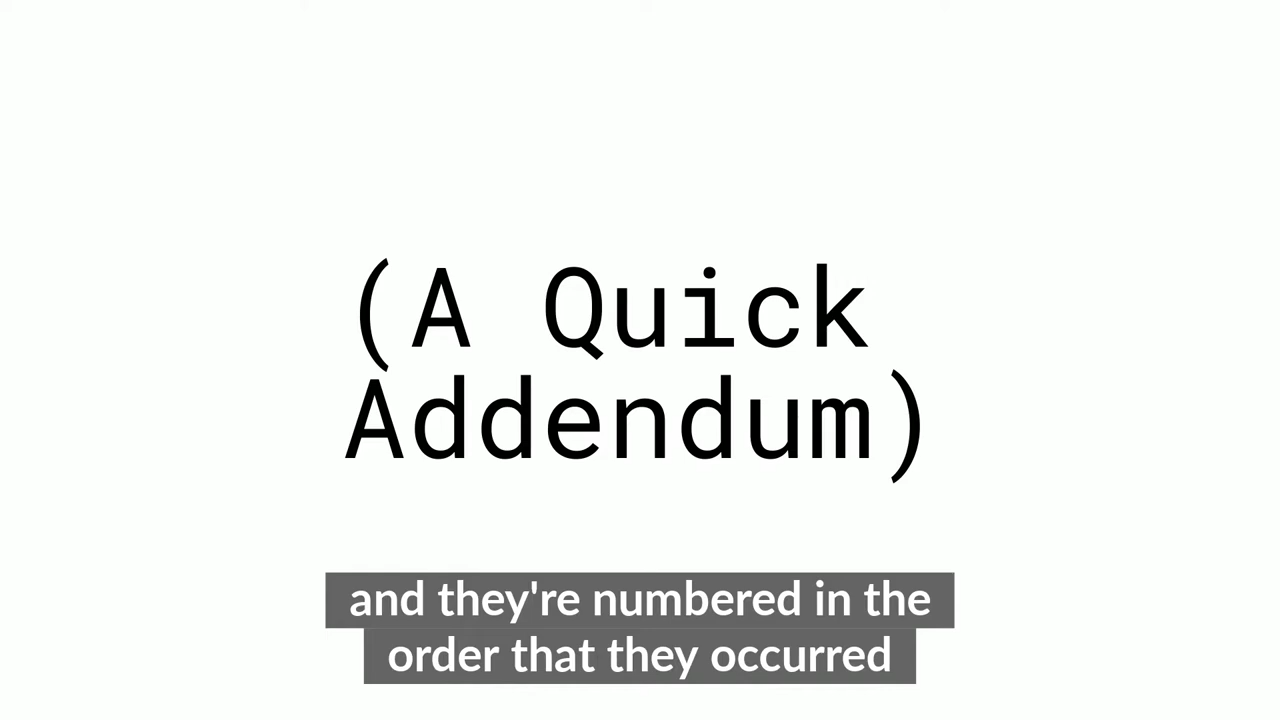 (A Quick
Addendum)
and they're numbered in the
order that they occurred